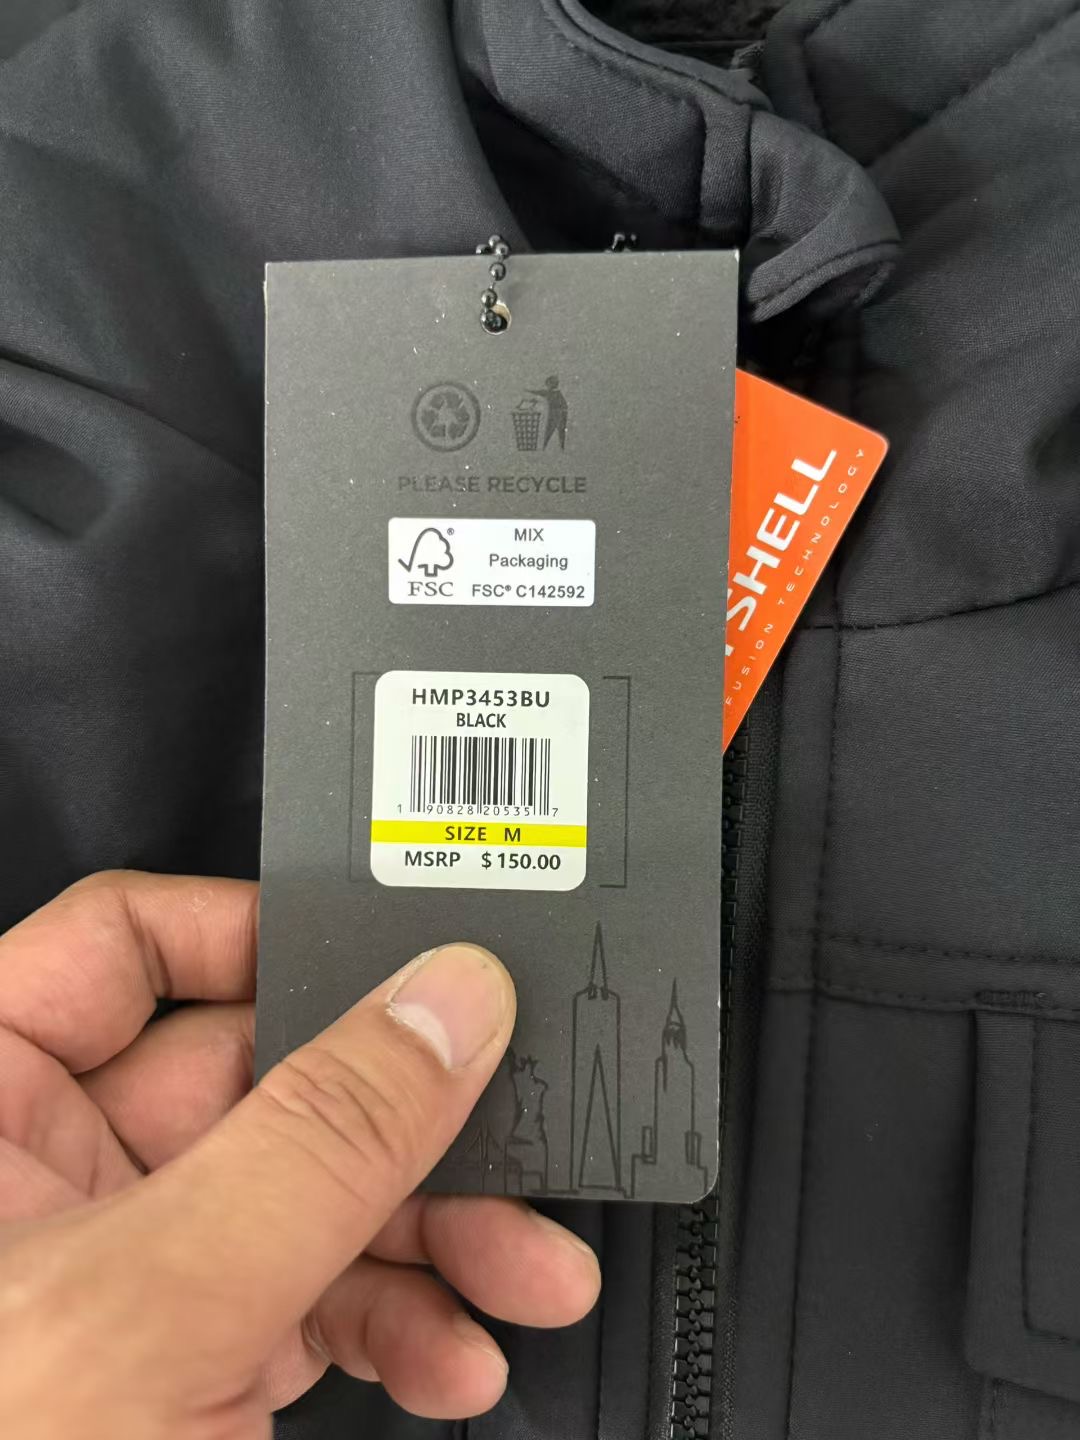 PLEASE RECYCLE
MIX
Packaging
FSC® C142592
FSC
HMP3453BU
BLACK
1 90828 20535 7
SIZE M
MSRP $150.00
SHELL
FUSION TECHNOLOGY